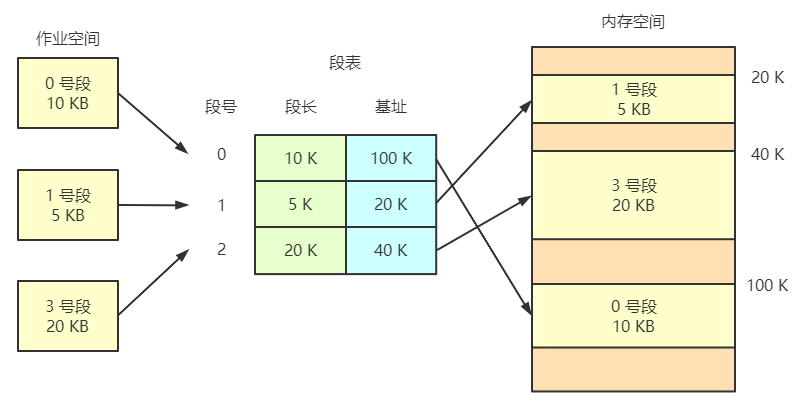 作业空间
0 号段
10 KB
1 号段
5 KB
3 号段
20 KB
段表
段号
段长
基址
0
10 K
100 K
1
5 K
20 K
2
20 K
40 K
内存空间
1 号段
5 KB
3 号段
20 KB
0 号段
10 KB
20 K
40 K
100 K